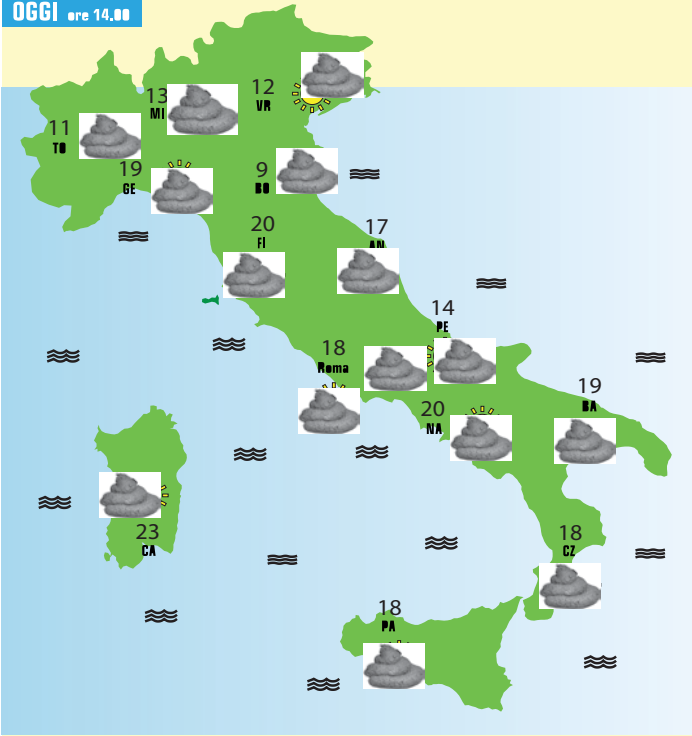 OGGI ore 14.00
12
VR
13
MI
11
TO
19
GE
9
BO
20
FI
17
AN
14
PE
18
Roma
19
BA
20
NA
23
CA
18
CZ
18
PA